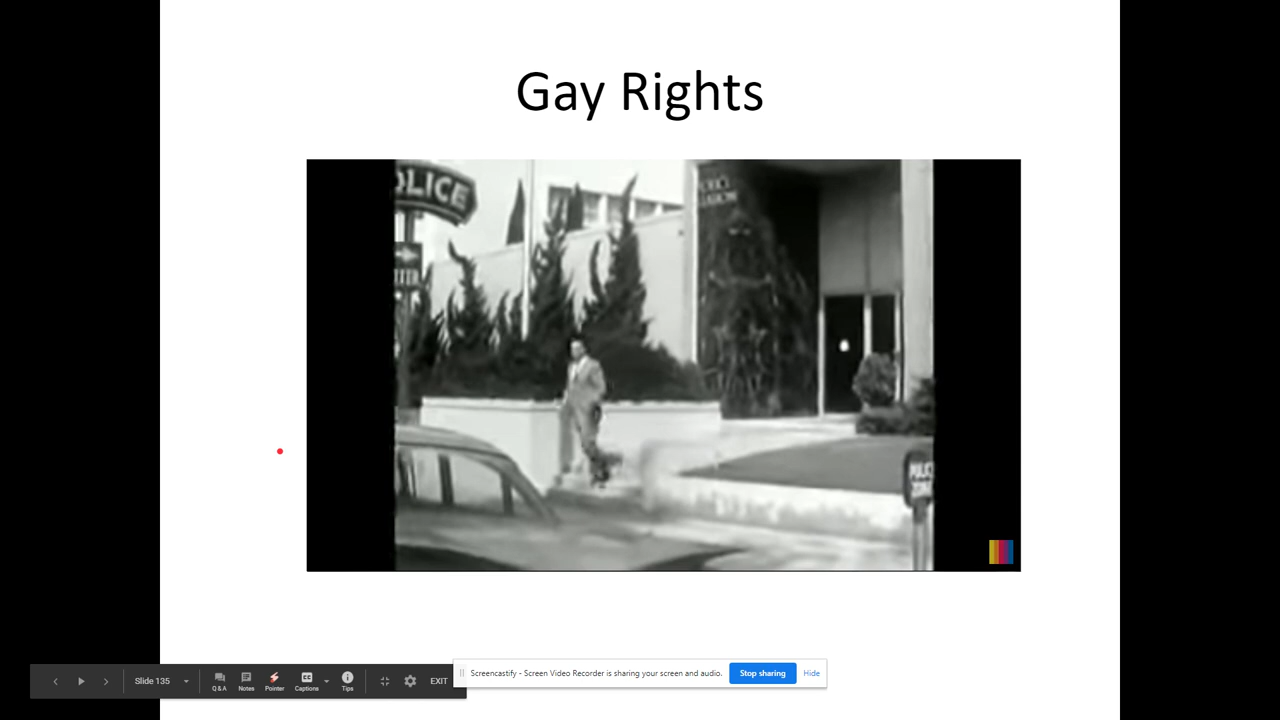 Gay Rights
OLICE
POLICE
Slide 135
Q & A
Notes
Pointer
Captions
Tips
EXIT
Screencastify - Screen Video Recorder is sharing your screen and audio.
Stop sharing
Hide